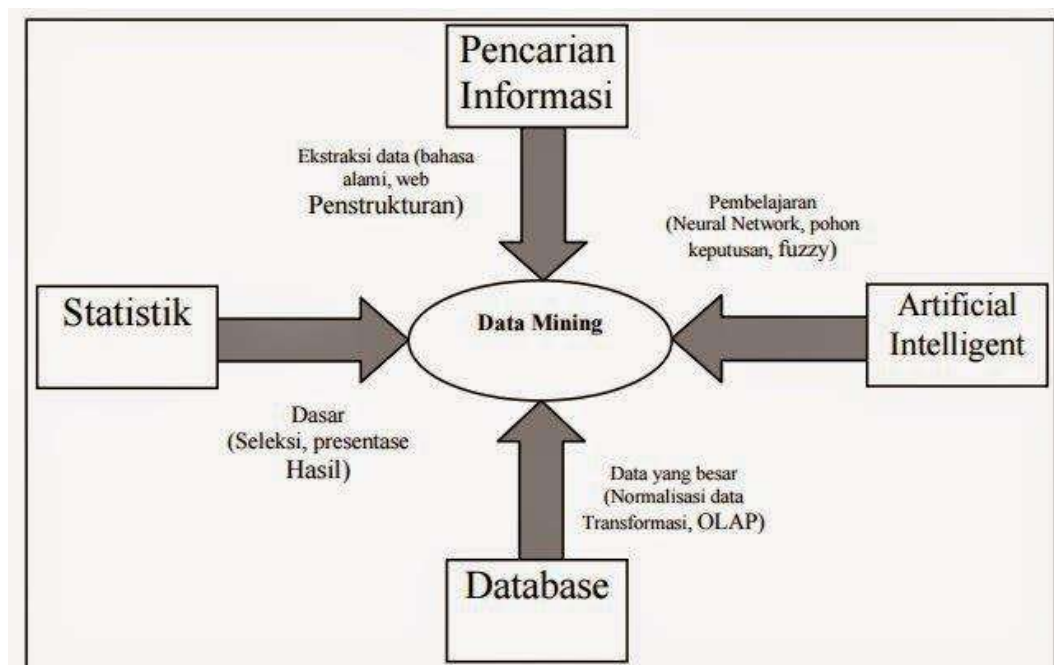 Pencarian
Informasi
Ekstraksi data (bahasa
alami, web
Penstrukturan)
Pembelajaran
(Neural Network, pohon
keputusan, fuzzy)
Statistik
Data Mining
Artificial
Intelligent
Dasar
(Seleksi, presentase
Hasil)
Data yang besar
(Normalisasi data
Transformasi, OLAP)
Database